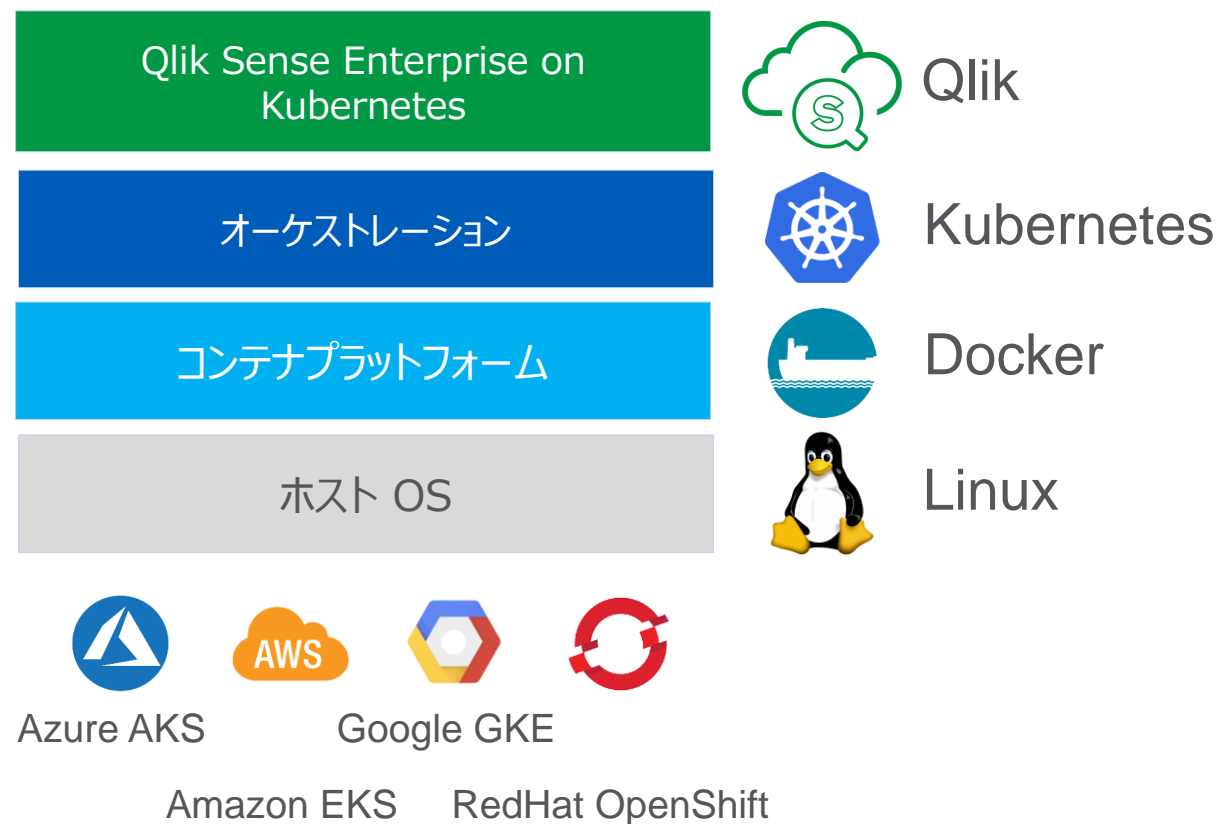 Qlik Sense Enterprise on
Kubernetes
S
Qlik
オーケストレーション
Kubernetes
コンテナプラットフォーム
Docker
ホスト OS
Linux
AWS
Azure AKS
Google GKE
Amazon EKS
RedHat OpenShift